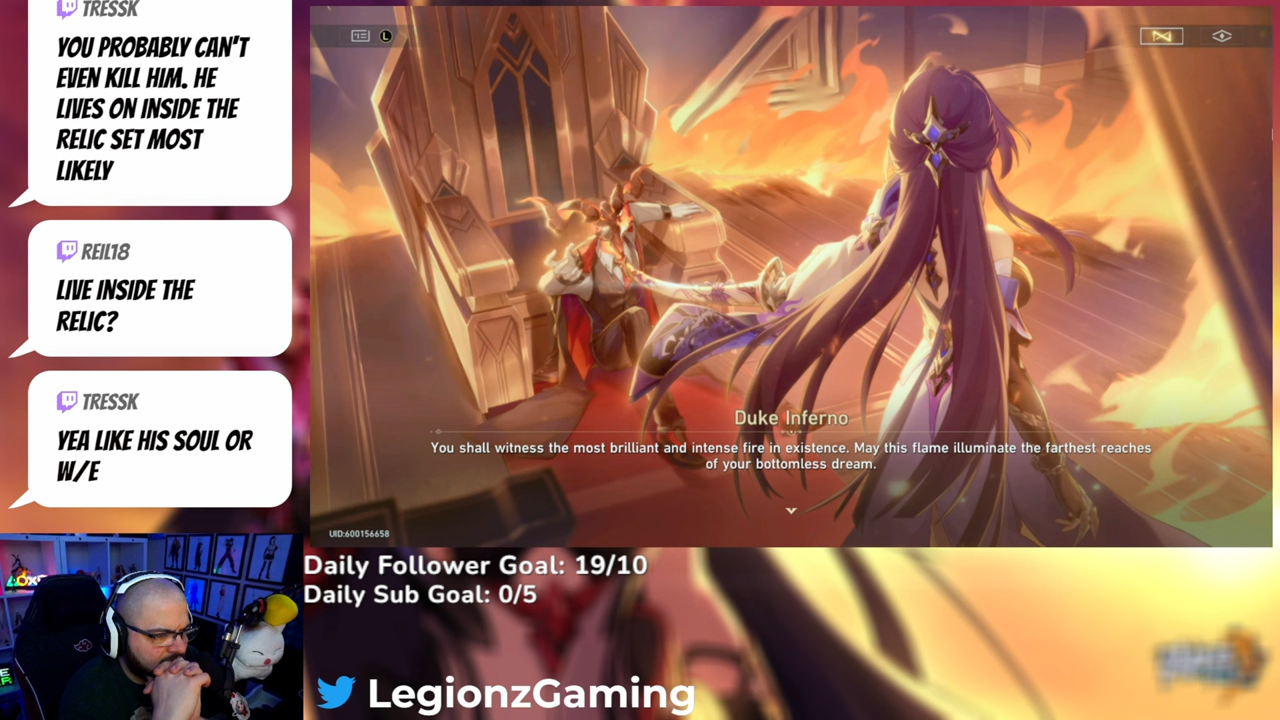 TRESSK
YOU PROBABLY CAN'T
EVEN KILL HIM. HE
LIVES ON INSIDE THE
RELIC SET MOST
LIKELY
REIL18
LIVE INSIDE THE
RELIC?
TRESSK
YEA LIKE HIS SOUL OR
W/E
L
Duke Inferno
You shall witness the most brilliant and intense fire in existence. May this flame illuminate the farthest reaches
of your bottomless dream.
UID:600156658
Daily Follower Goal: 19/10
Daily Sub Goal: 0/5
LegionzGaming